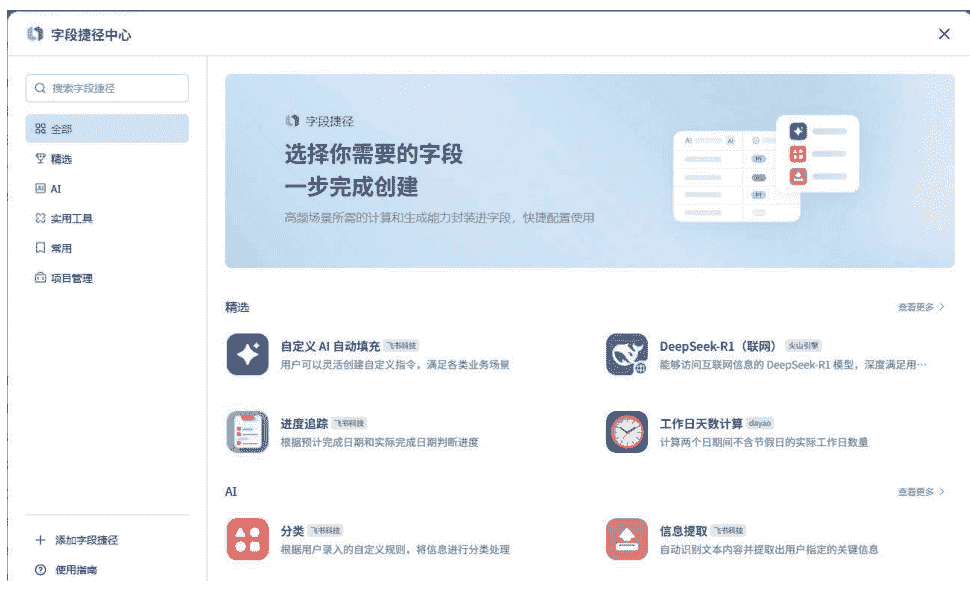 字段捷径中心
搜索字段捷径
全部
精选
AI
实用工具
常用
项目管理
添加字段捷径
使用指南
字段捷径
选择你需要的字段
一步完成创建
高频场景所需的计算和生成能力封装进字段，快捷配置使用
AI
AI
精选
查看更多
自定义 AI 自动填充 飞书科技
用户可以灵活创建自定义指令，满足各类业务场景
DeepSeek-R1（联网） 火山引擎
能够访问互联网信息的 DeepSeek-R1 模型，深度满足用…
进度追踪 飞书科技
根据预计完成日期和实际完成日期判断进度
工作日天数计算 dayao
计算两个日期间不含节假日的实际工作日数量
AI
查看更多
分类 飞书科技
根据用户录入的自定义规则，将信息进行分类处理
信息提取 飞书科技
自动识别文本内容并提取出用户指定的关键信息